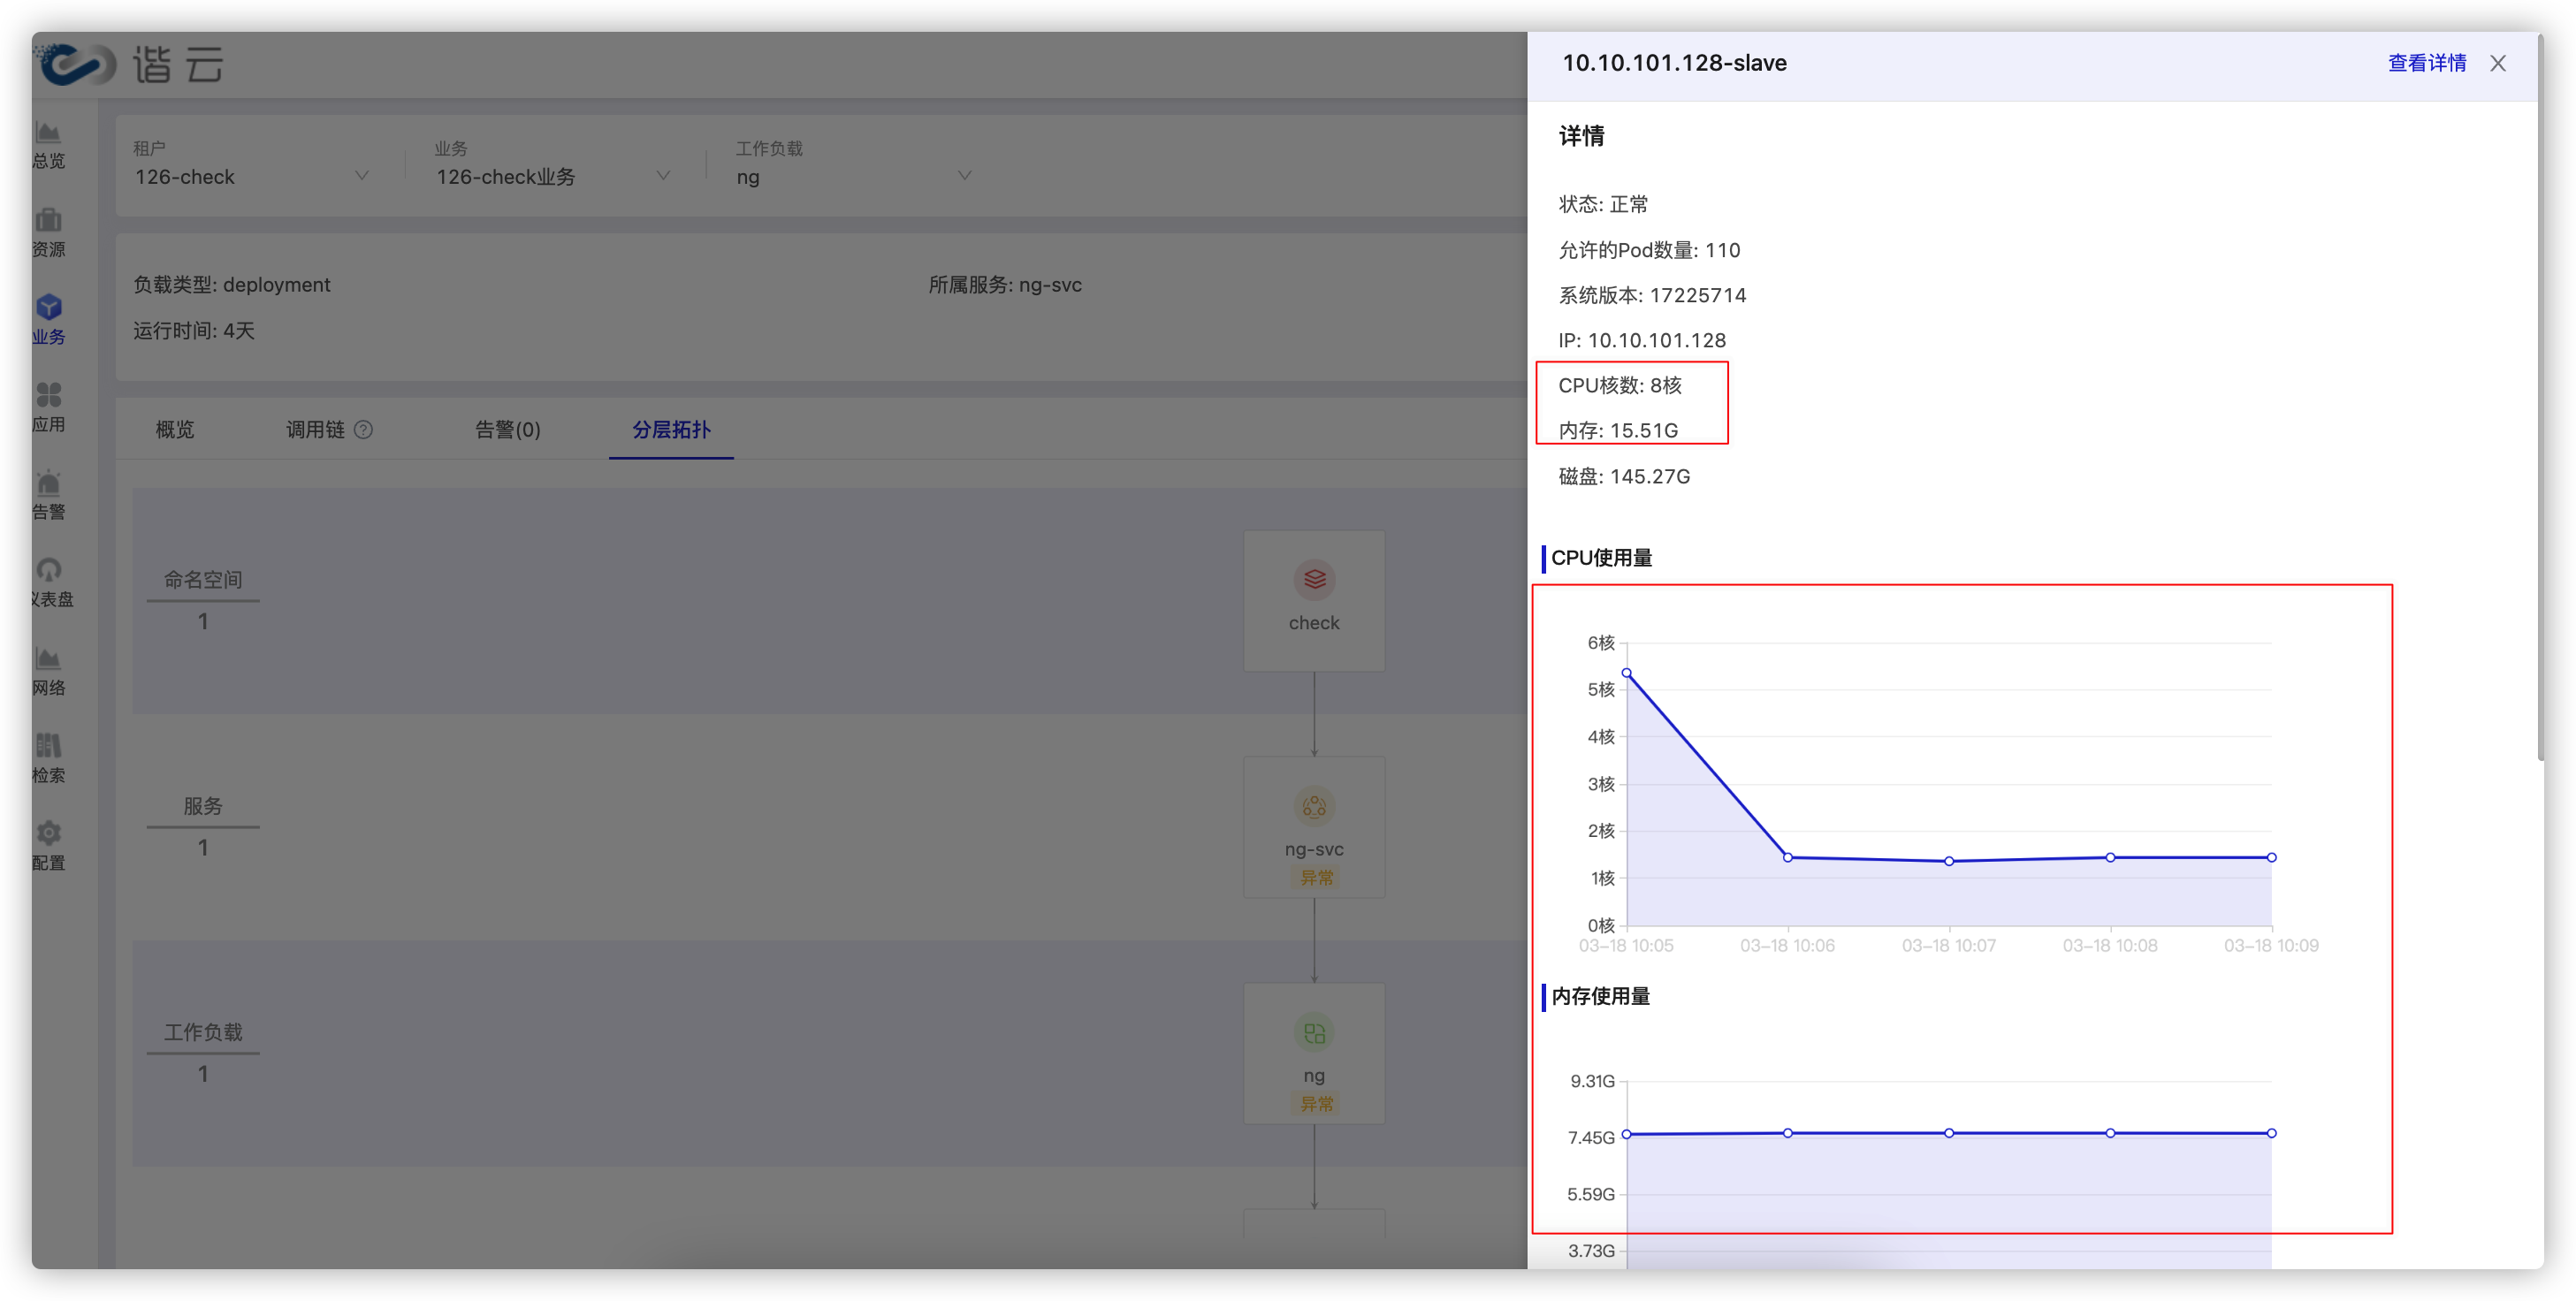 谐云
总览
资源
业务
应用
告警
仪表盘
网络
检索
配置
租户
126-check
业务
126-check业务
工作负载
ng
负载类型: deployment
所属服务: ng-svc
运行时间: 4天
概览
调用链 ?
告警(0)
分层拓扑
命名空间
1
check
服务
1
ng-svc
异常
工作负载
1
ng
异常
10.10.101.128-slave
查看详情
详情
状态: 正常
允许的Pod数量: 110
系统版本: 17225714
IP: 10.10.101.128
CPU核数: 8核
内存: 15.51G
磁盘: 145.27G
CPU使用量
6核
5核
4核
3核
2核
1核
0核
03-18 10:05
03-18 10:06
03-18 10:07
03-18 10:08
03-18 10:09
内存使用量
9.31G
7.45G
5.59G
3.73G